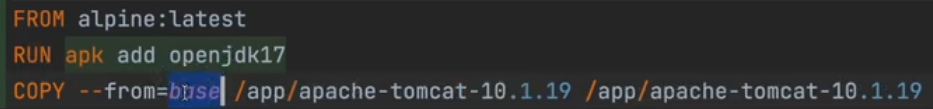 FROM alpine:latest
RUN apk add openjdk17
COPY --from=base /app/apache-tomcat-10.1.19 /app/apache-tomcat-10.1.19